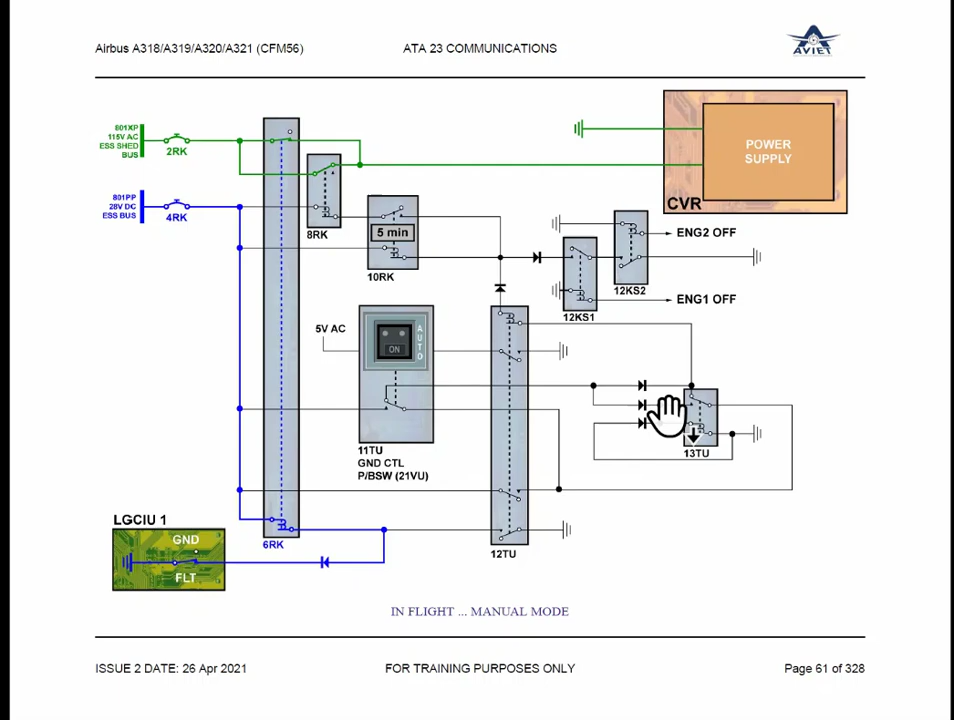 Airbus A318/A319/A320/A321 (CFM56)
ATA 23 COMMUNICATIONS
AVIET
801XP
115V AC
ESS SHED
BUS
2RK
801PP
28V DC
ESS BUS
4RK
8RK
5 min
10RK
POWER
SUPPLY
CVR
ENG2 OFF
12KS2
ENG1 OFF
12KS1
5V AC
ON
AUTO
11TU
GND CTL
P/BSW (21VU)
13TU
12TU
6RK
LGCIU 1
GND
FLT
IN FLIGHT ... MANUAL MODE
ISSUE 2 DATE: 26 Apr 2021
FOR TRAINING PURPOSES ONLY
Page 61 of 328